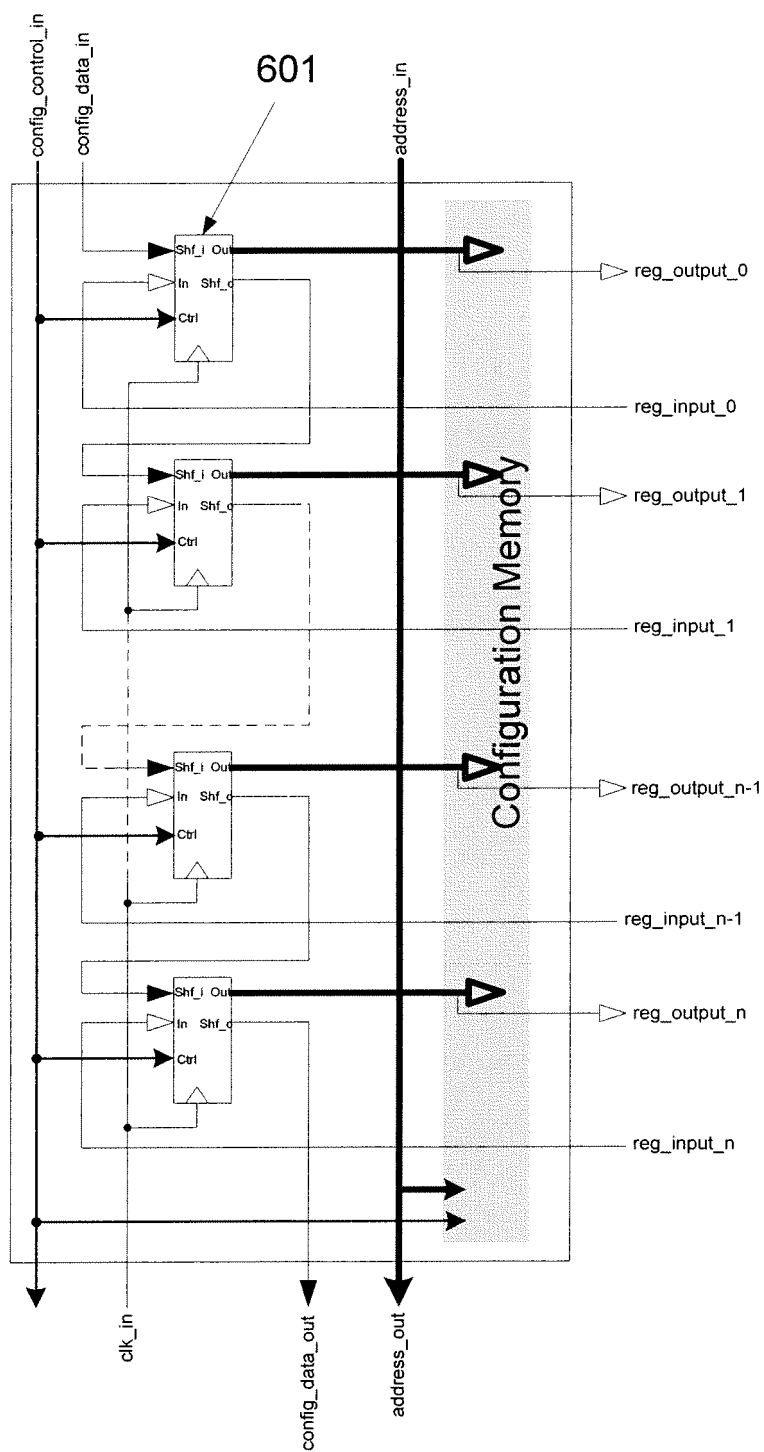 config_control_in
config_data_in
601
address_in
Shf_i Out
In Shf_o
Ctrl
reg_output_0
reg_input_0
Shf_i Out
In Shf_o
Ctrl
reg_output_1
reg_input_1
Configuration Memory
Shf_i Out
In Shf_o
Ctrl
reg_output_n-1
reg_input_n-1
Shf_i Out
In Shf_o
Ctrl
reg_output_n
reg_input_n
clk_in
config_data_out
address_out